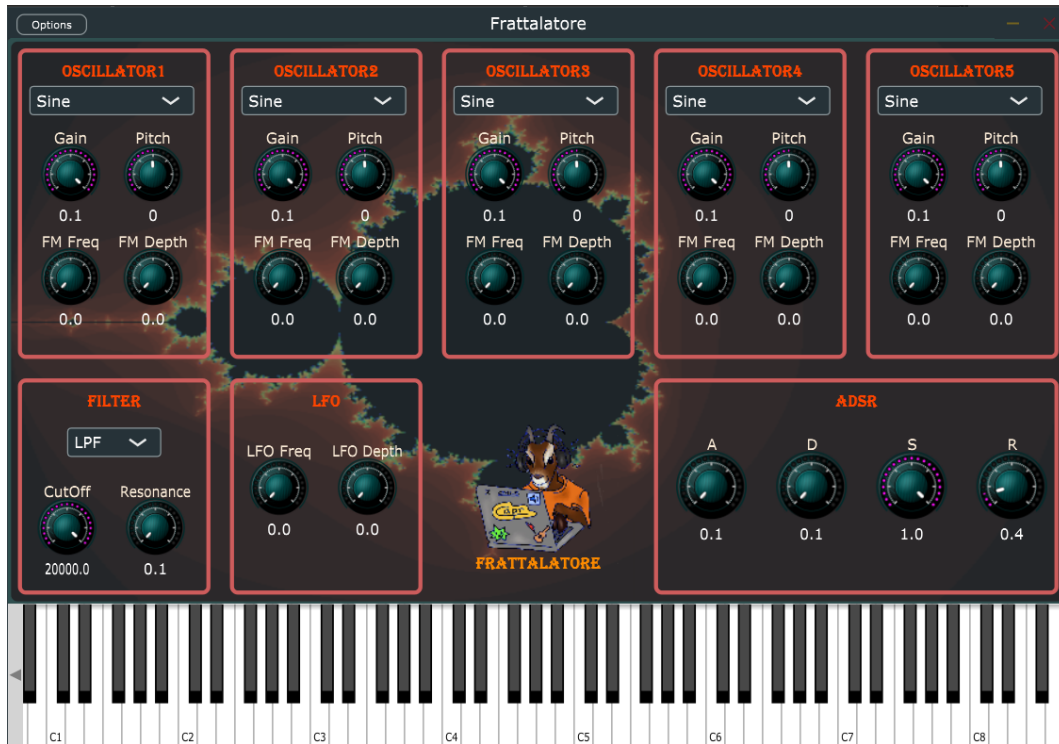 Options
Frattalatore
OSCILLATOR1
OSCILLATOR2
OSCILLATOR3
OSCILLATOR4
OSCILLATOR5
Sine
Sine
Sine
Sine
Sine
Gain Pitch
Gain Pitch
Gain Pitch
Gain Pitch
Gain Pitch
0.1 0
0.1 0
0.1 0
0.1 0
0.1 0
FM Freq FM Depth
FM Freq FM Depth
FM Freq FM Depth
FM Freq FM Depth
FM Freq FM Depth
0.0 0.0
0.0 0.0
0.0 0.0
0.0 0.0
0.0 0.0
FILTER
LPF
CutOff Resonance
20000.0 0.1
LFO
LFO Freq LFO Depth
0.0 0.0
apr
FRATTALATORE
ADSR
A D S R
0.1 0.1 1.0 0.4
C1 C2 C3 C4 C5 C6 C7 C8